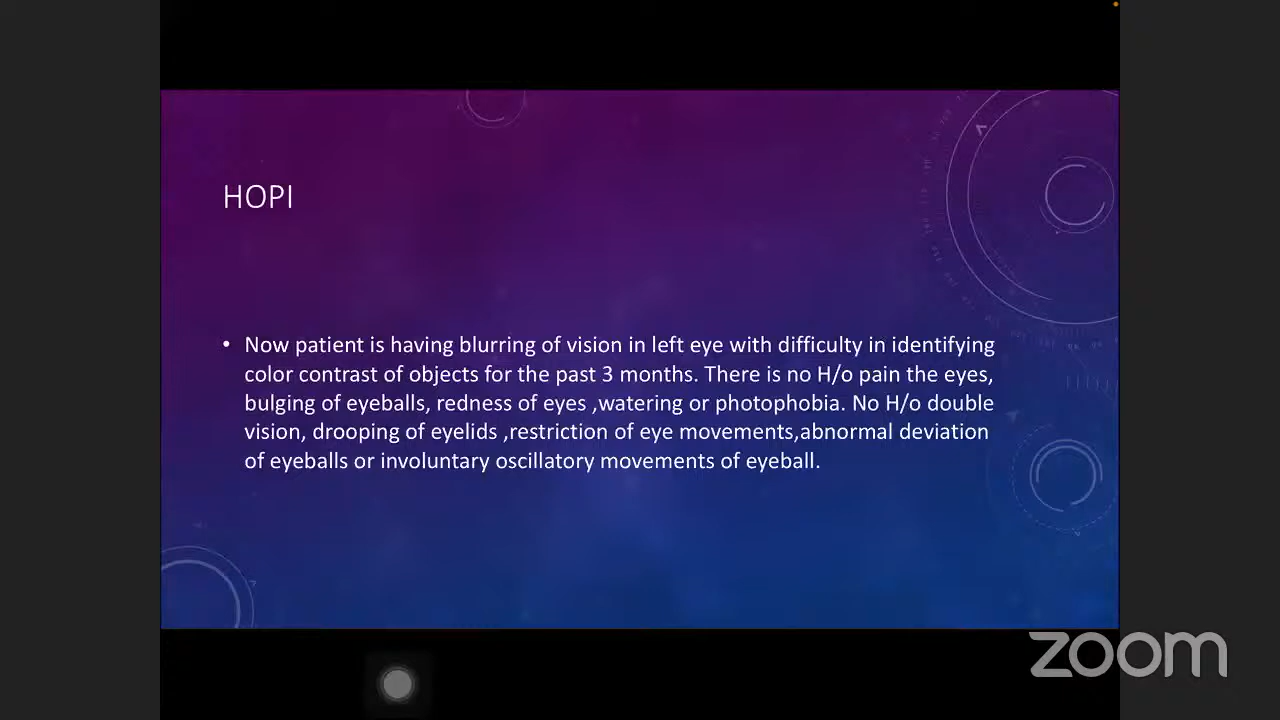 HOPI
• Now patient is having blurring of vision in left eye with difficulty in identifying
color contrast of objects for the past 3 months. There is no H/o pain the eyes,
bulging of eyeballs, redness of eyes ,watering or photophobia. No H/o double
vision, drooping of eyelids ,restriction of eye movements,abnormal deviation
of eyeballs or involuntary oscillatory movements of eyeball.
zoom